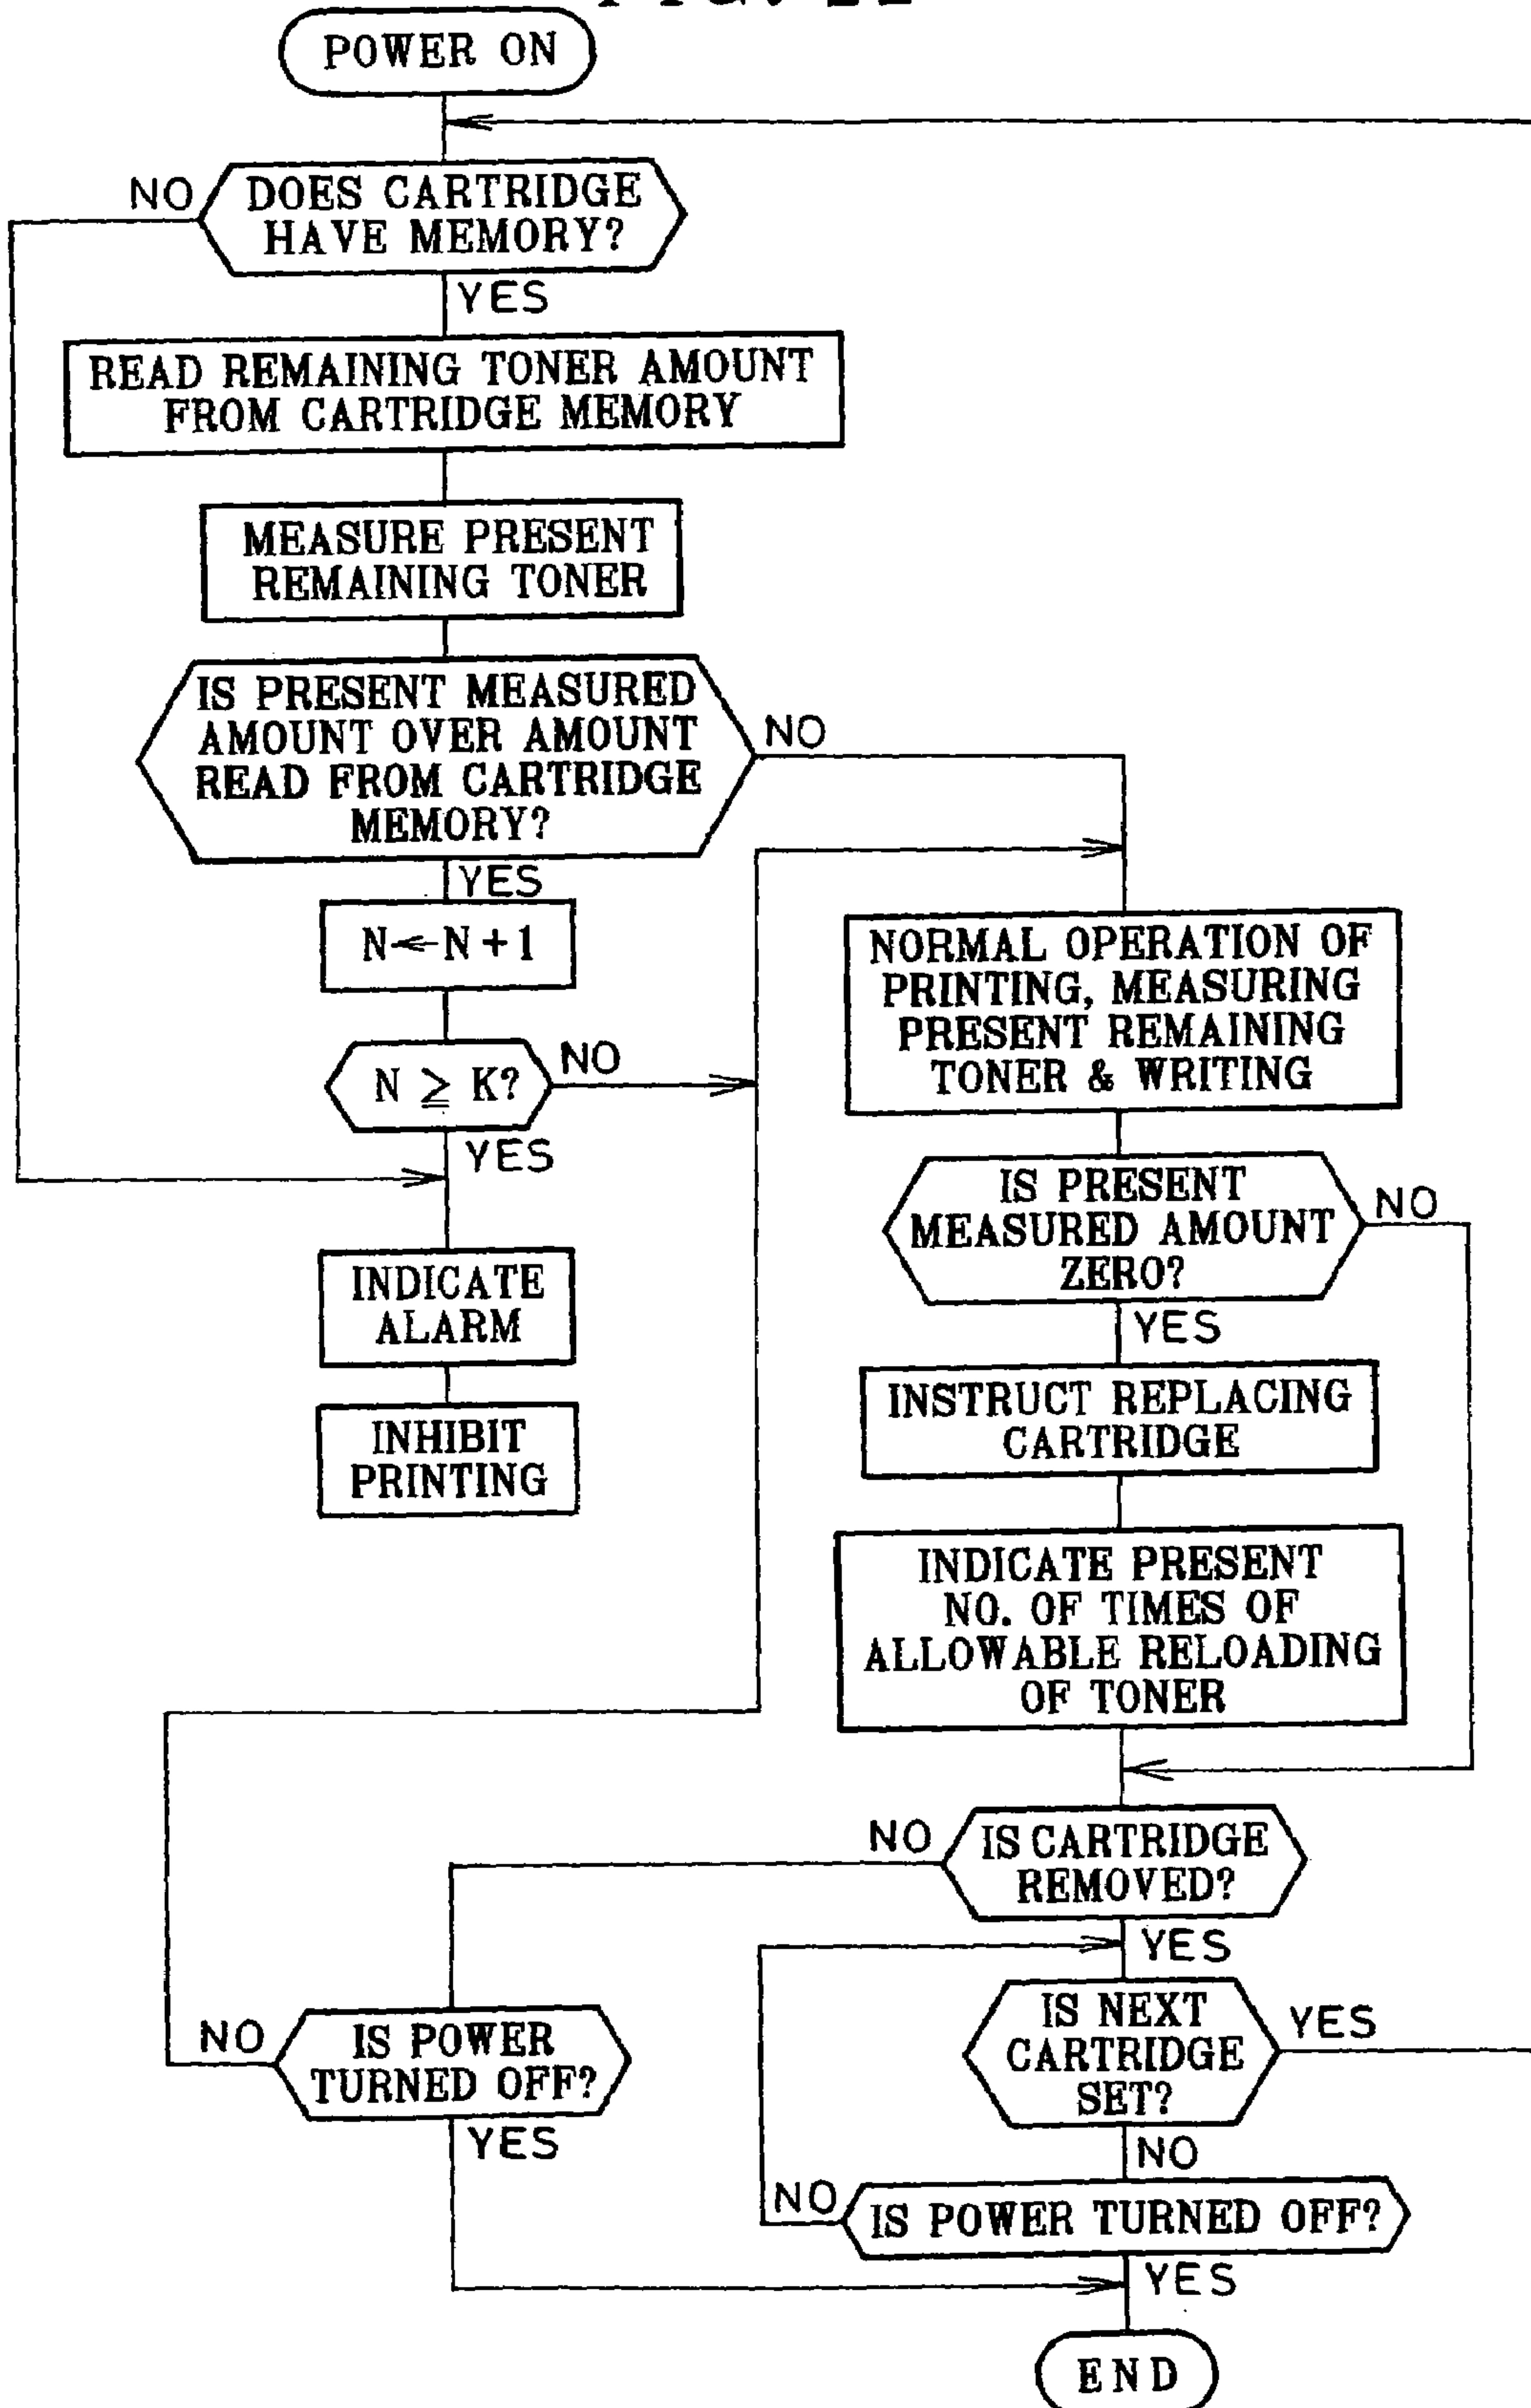 POWER ON
NO
DOES CARTRIDGE
HAVE MEMORY?
YES
READ REMAINING TONER AMOUNT
FROM CARTRIDGE MEMORY
MEASURE PRESENT
REMAINING TONER
IS PRESENT MEASURED
AMOUNT OVER AMOUNT
READ FROM CARTRIDGE
MEMORY?
NO
YES
N←N+1
N ≧ K?
NO
YES
INDICATE
ALARM
INHIBIT
PRINTING
NORMAL OPERATION OF
PRINTING, MEASURING
PRESENT REMAINING
TONER & WRITING
IS PRESENT
MEASURED AMOUNT
ZERO?
NO
YES
INSTRUCT REPLACING
CARTRIDGE
INDICATE PRESENT
NO. OF TIMES OF
ALLOWABLE RELOADING
OF TONER
NO
IS CARTRIDGE
REMOVED?
YES
NO
IS POWER
TURNED OFF?
YES
IS NEXT
CARTRIDGE
SET?
YES
NO
NO
IS POWER TURNED OFF?
YES
END